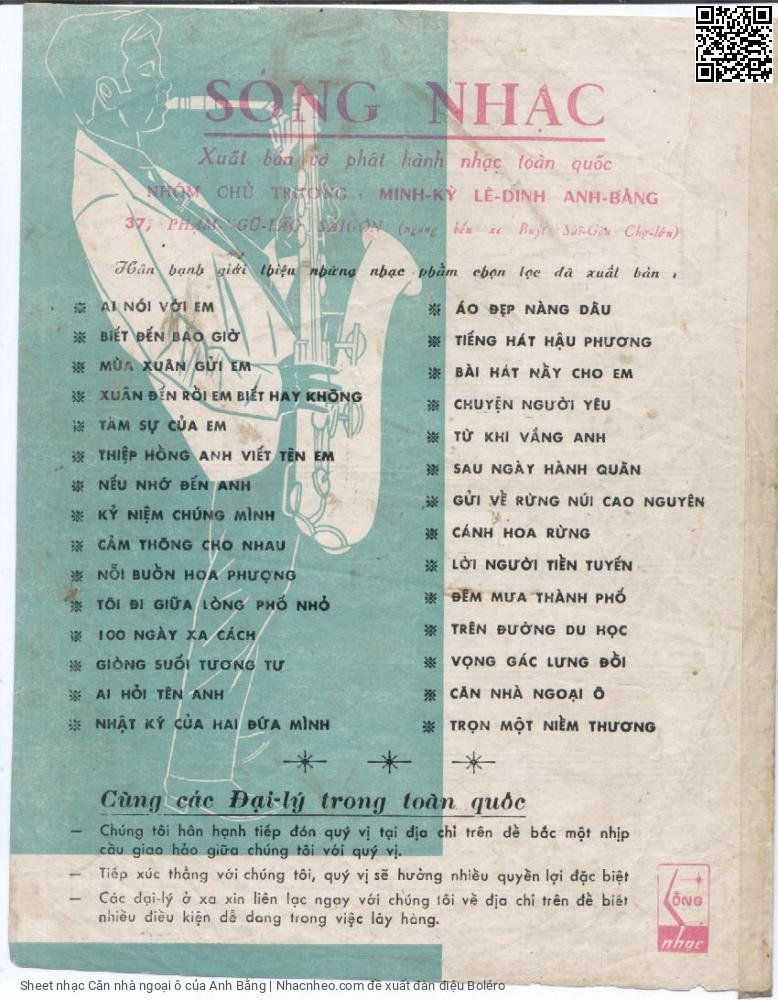 SÓNG NHẠC
Xuất bản và phát hành nhạc toàn quốc
NHÓM CHỦ TRƯƠNG : MINH-KỲ LÊ-DINH ANH-BẰNG
37, PHẠM-NGŨ-LÃO SAIGON (ngang bến xe Buýt Sài-Gòn Chợ-lớn)
Hân hạnh giới thiệu những nhạc phẩm chọn lọc đã xuất bản :
※ AI NÓI VỚI EM
※ BIẾT ĐẾN BAO GIỜ
※ MÙA XUÂN GỬI EM
※ XUÂN ĐẾN RỒI EM BIẾT HAY KHÔNG
※ TÂM SỰ CỦA EM
※ THIỆP HỒNG ANH VIẾT TÊN EM
※ NẾU NHỚ ĐẾN ANH
※ KỶ NIỆM CHÚNG MÌNH
※ CẢM THÔNG CHO NHAU
※ NỖI BUỒN HOA PHƯỢNG
※ TÔI ĐI GIỮA LÒNG PHỐ NHỎ
※ 100 NGÀY XA CÁCH
※ GIÒNG SUỐI TƯƠNG TƯ
※ AI HỎI TÊN ANH
※ NHẬT KÝ CỦA HAI ĐỨA MÌNH
※ ÁO ĐẸP NÀNG DÂU
※ TIẾNG HÁT HẬU PHƯƠNG
※ BÀI HÁT NẦY CHO EM
※ CHUYỆN NGƯỜI YÊU
※ TỪ KHI VẮNG ANH
※ SAU NGÀY HÀNH QUÂN
※ GỬI VỀ RỪNG NÚI CAO NGUYÊN
※ CÁNH HOA RỪNG
※ LỜI NGƯỜI TIỀN TUYẾN
※ ĐÊM MƯA THÀNH PHỐ
※ TRÊN ĐƯỜNG DU HỌC
※ VỌNG GÁC LƯNG ĐỒI
※ CĂN NHÀ NGOẠI Ô
※ TRỌN MỘT NIỀM THƯƠNG
Cùng các Đại-lý trong toàn quốc
— Chúng tôi hân hạnh tiếp đón quý vị tại địa chỉ trên để bắc một nhịp
cầu giao hảo giữa chúng tôi với quý vị.
— Tiếp xúc thẳng với chúng tôi, quý vị sẽ hưởng nhiều quyền lợi đặc biệt
— Các đại-lý ở xa xin liên lạc ngay với chúng tôi về địa chỉ trên để biết
nhiều điều kiện dễ dang trong việc lấy hàng.
SÓNG
nhạc
Sheet nhạc Căn nhà ngoại ô của Anh Bằng | Nhacnheo.com đề xuất đàn điệu Boléro